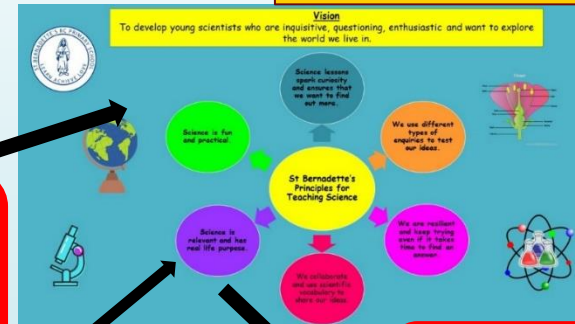 Vision
To develop young scientists who are inquisitive, questioning, enthusiastic and want to explore
the world we live in.
Science lessons
spark curiosity
and ensures that
we want to find
out more.
Science is fun
and practical.
We use different
types of
enquiries to test
our ideas.
St Bernadette's
Principles for
Teaching Science
Science is
relevant and has
real life purpose.
We are resilient
and keep trying
even if it takes
time to find an
answer.
We collaborate
and use scientific
vocabulary to
share our ideas.